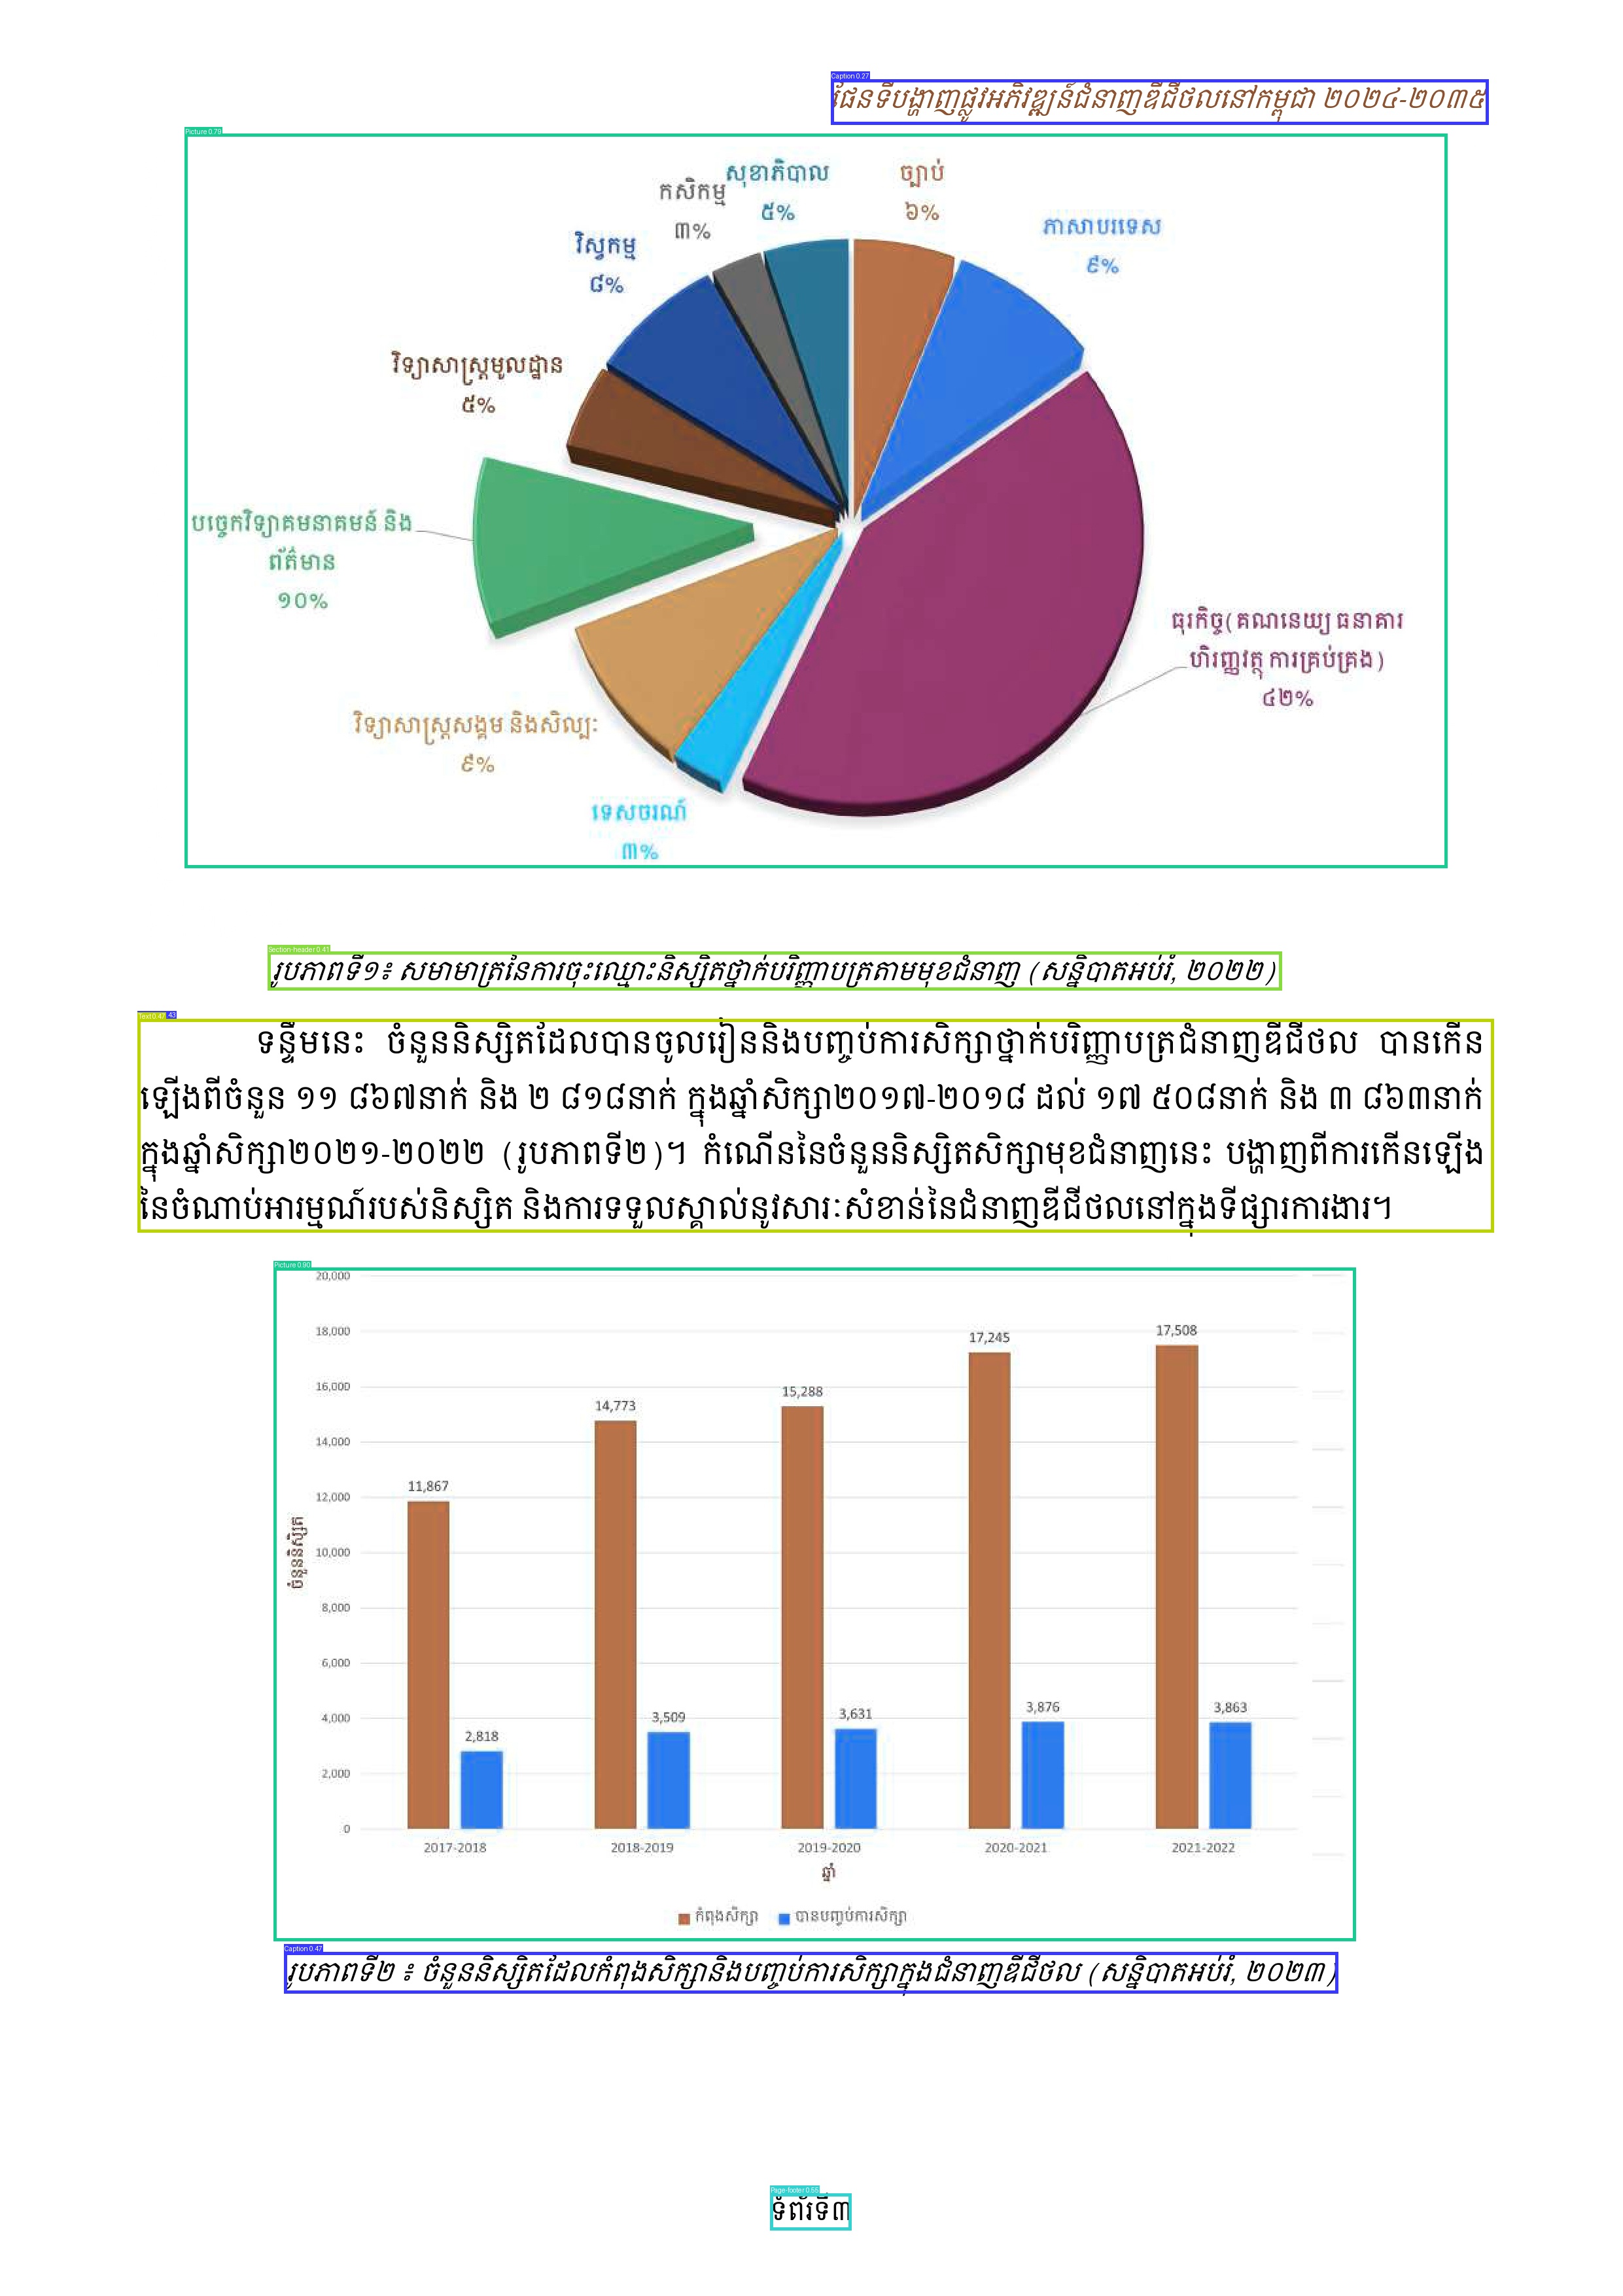 Caption 0.27
ផែនទីបង្ហាញផ្លូវអភិវឌ្ឍន៍ជំនាញឌីជីថលនៅកម្ពុជា ២០២៤-២០៣៥
Picture 0.79
សុខាភិបាល
៥%
ច្បាប់
៦%
កសិកម្ម
៣%
ភាសាបរទេស
៩%
វិស្វកម្ម
៨%
វិទ្យាសាស្ត្រមូលដ្ឋាន
៥%
បច្ចេកវិទ្យាគមនាគមន៍ និង
ព័ត៌មាន
១០%
ធុរកិច្ច(គណនេយ្យ ធនាគារ
ហិរញ្ញវត្ថុ ការគ្រប់គ្រង)
៤២%
វិទ្យាសាស្ត្រសង្គម និងសិល្បៈ
៩%
ទេសចរណ៍
៣%
Section-header 0.41
រូបភាពទី១៖ សមាមាត្រនៃការចុះឈ្មោះនិស្សិតថ្នាក់បរិញ្ញាបត្រតាមមុខជំនាញ (សន្និបាតអប់រំ, ២០២២)
Text 0.47
ទន្ទឹមនេះ ចំនួននិស្សិតដែលបានចូលរៀននិងបញ្ចប់ការសិក្សាថ្នាក់បរិញ្ញាបត្រជំនាញឌីជីថល បានកើន
ឡើងពីចំនួន ១១ ៨៦៧នាក់ និង ២ ៨១៨នាក់ ក្នុងឆ្នាំសិក្សា២០១៧-២០១៨ ដល់ ១៧ ៥០៨នាក់ និង ៣ ៨៦៣នាក់
ក្នុងឆ្នាំសិក្សា២០២១-២០២២ (រូបភាពទី២)។ កំណើននៃចំនួននិស្សិតសិក្សាមុខជំនាញនេះ បង្ហាញពីការកើនឡើង
នៃចំណាប់អារម្មណ៍របស់និស្សិត និងការទទួលស្គាល់នូវសារៈសំខាន់នៃជំនាញឌីជីថលនៅក្នុងទីផ្សារការងារ។
Picture 0.90
20,000
18,000
16,000
14,000
12,000
10,000
8,000
6,000
4,000
2,000
0
ចំនួននិស្សិត
11,867
2,818
14,773
3,509
15,288
3,631
17,245
3,876
17,508
3,863
2017-2018 2018-2019 2019-2020 2020-2021 2021-2022
ឆ្នាំ
កំពុងសិក្សា បានបញ្ចប់ការសិក្សា
Caption 0.47
រូបភាពទី២ ៖ ចំនួននិស្សិតដែលកំពុងសិក្សានិងបញ្ចប់ការសិក្សាក្នុងជំនាញឌីជីថល (សន្និបាតអប់រំ, ២០២៣)
ទំព័រទី៣